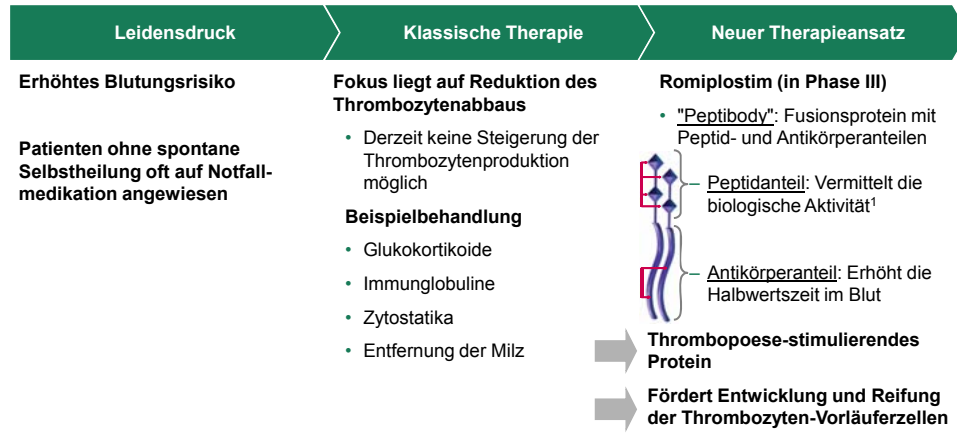 Leidensdruck
Klassische Therapie
Neuer Therapieansatz
Erhöhtes Blutungsrisiko
Patienten ohne spontane
Selbstheilung oft auf Notfall-
medikation angewiesen
Fokus liegt auf Reduktion des
Thrombozytenabbaus
• Derzeit keine Steigerung der
Thrombozytenproduktion
möglich
Beispielbehandlung
• Glukokortikoide
• Immunglobuline
• Zytostatika
• Entfernung der Milz
Romiplostim (in Phase III)
• "Peptibody": Fusionsprotein mit
Peptid- und Antikörperanteilen
– Peptidanteil: Vermittelt die
biologische Aktivität¹
– Antikörperanteil: Erhöht die
Halbwertszeit im Blut
Thrombopoese-stimulierendes
Protein
Fördert Entwicklung und Reifung
der Thrombozyten-Vorläuferzellen